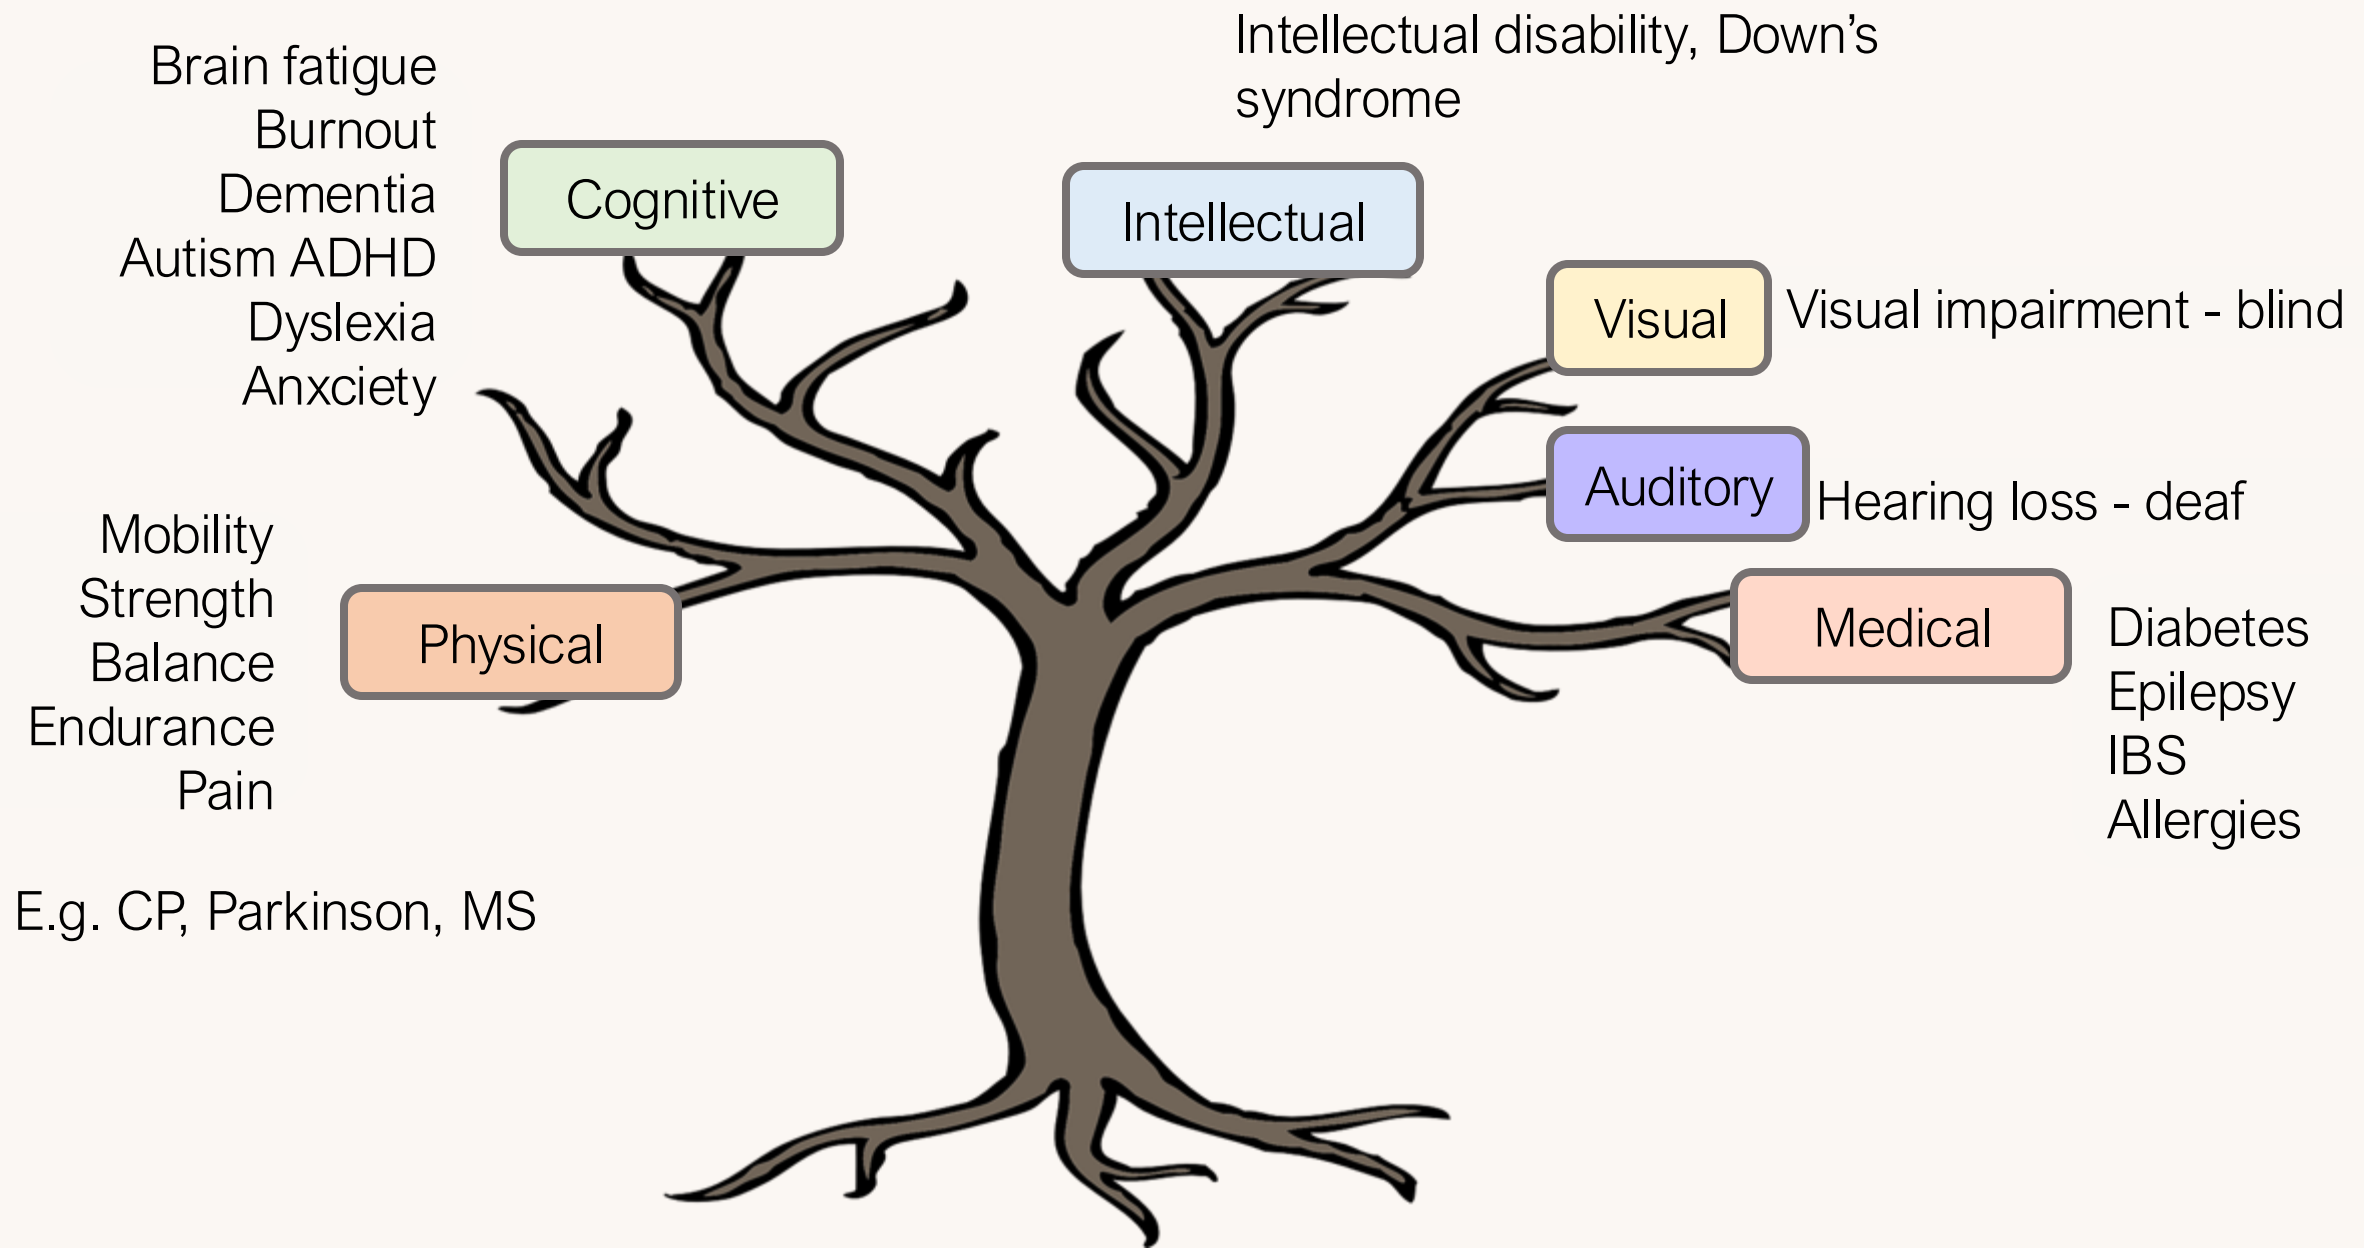 Brain fatigue
Burnout
Dementia
Autism ADHD
Dyslexia
Anxciety
Cognitive
Intellectual disability, Down’s
syndrome
Intellectual
Visual
Visual impairment - blind
Auditory
Hearing loss - deaf
Mobility
Strength
Balance
Endurance
Pain
Physical
E.g. CP, Parkinson, MS
Medical
Diabetes
Epilepsy
IBS
Allergies